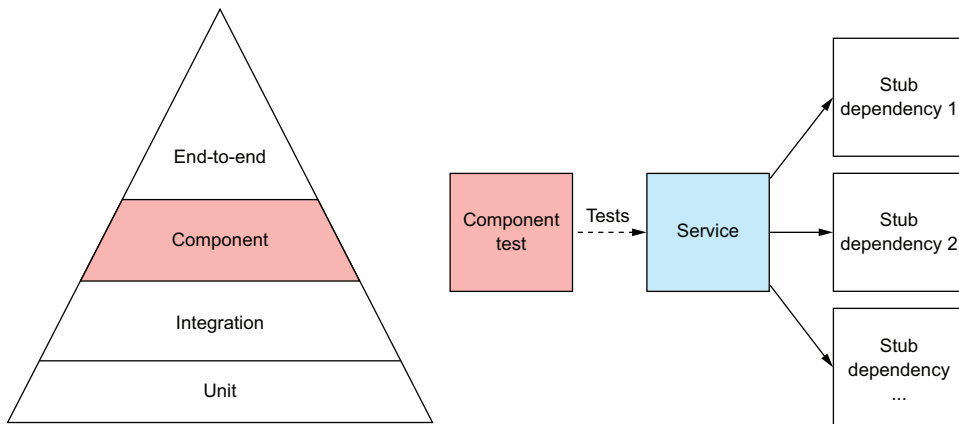 End-to-end
Component
Integration
Unit
Component
test
Tests
Service
Stub
dependency 1
Stub
dependency 2
Stub
dependency
...